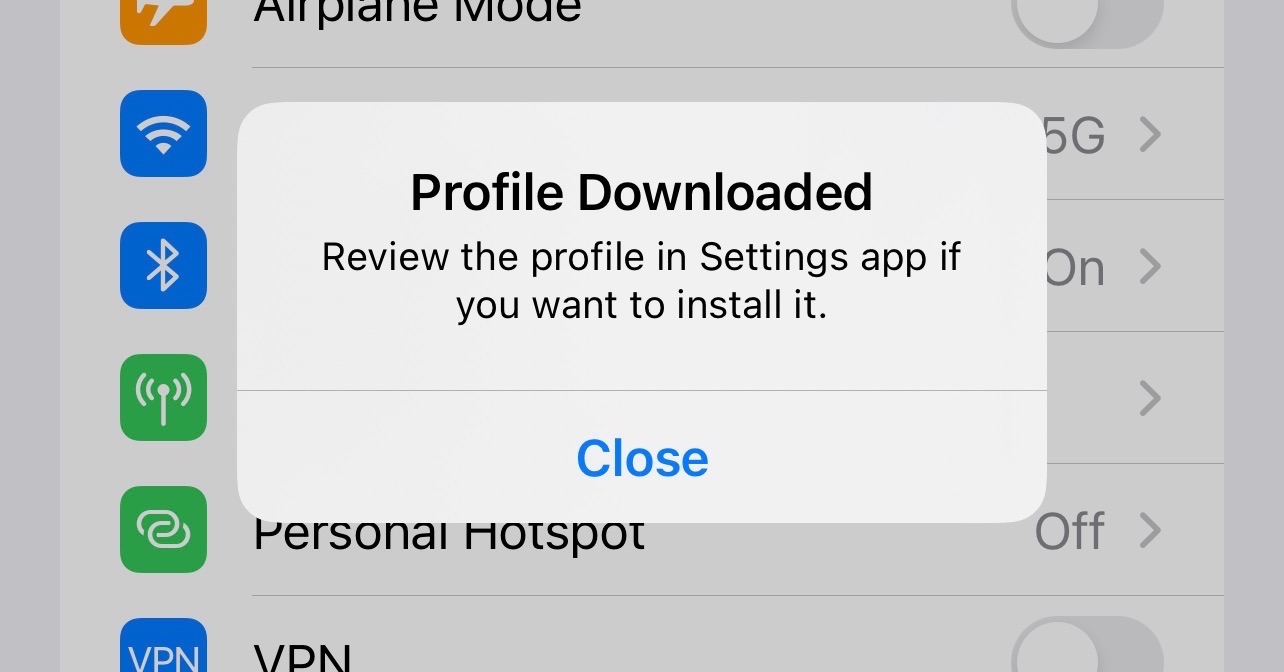 Airplane Mode
5G
Profile Downloaded
Review the profile in Settings app if
you want to install it.
On
Close
Personal Hotspot
Off
VPN
VPN